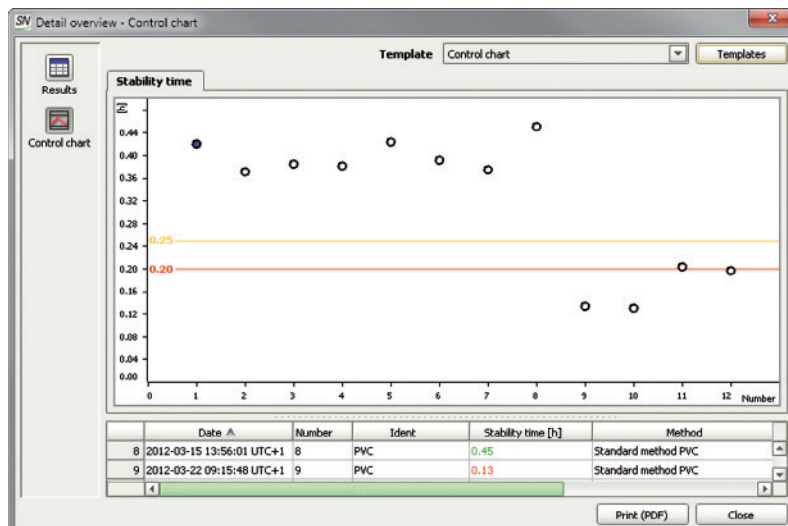 SN Detail overview - Control chart
Template Control chart Templates
Results
Control chart
Stability time
[h]
0.44
0.40
0.36
0.32
0.28
0.25
0.24
0.20
0.20
0.16
0.12
0.08
0.04
0.00
0 1 2 3 4 5 6 7 8 9 10 11 12 Number
Date Number Ident Stability time [h] Method
8 2012-03-15 13:56:01 UTC+1 8 PVC 0.45 Standard method PVC
9 2012-03-22 09:15:48 UTC+1 9 PVC 0.13 Standard method PVC
Print (PDF) Close